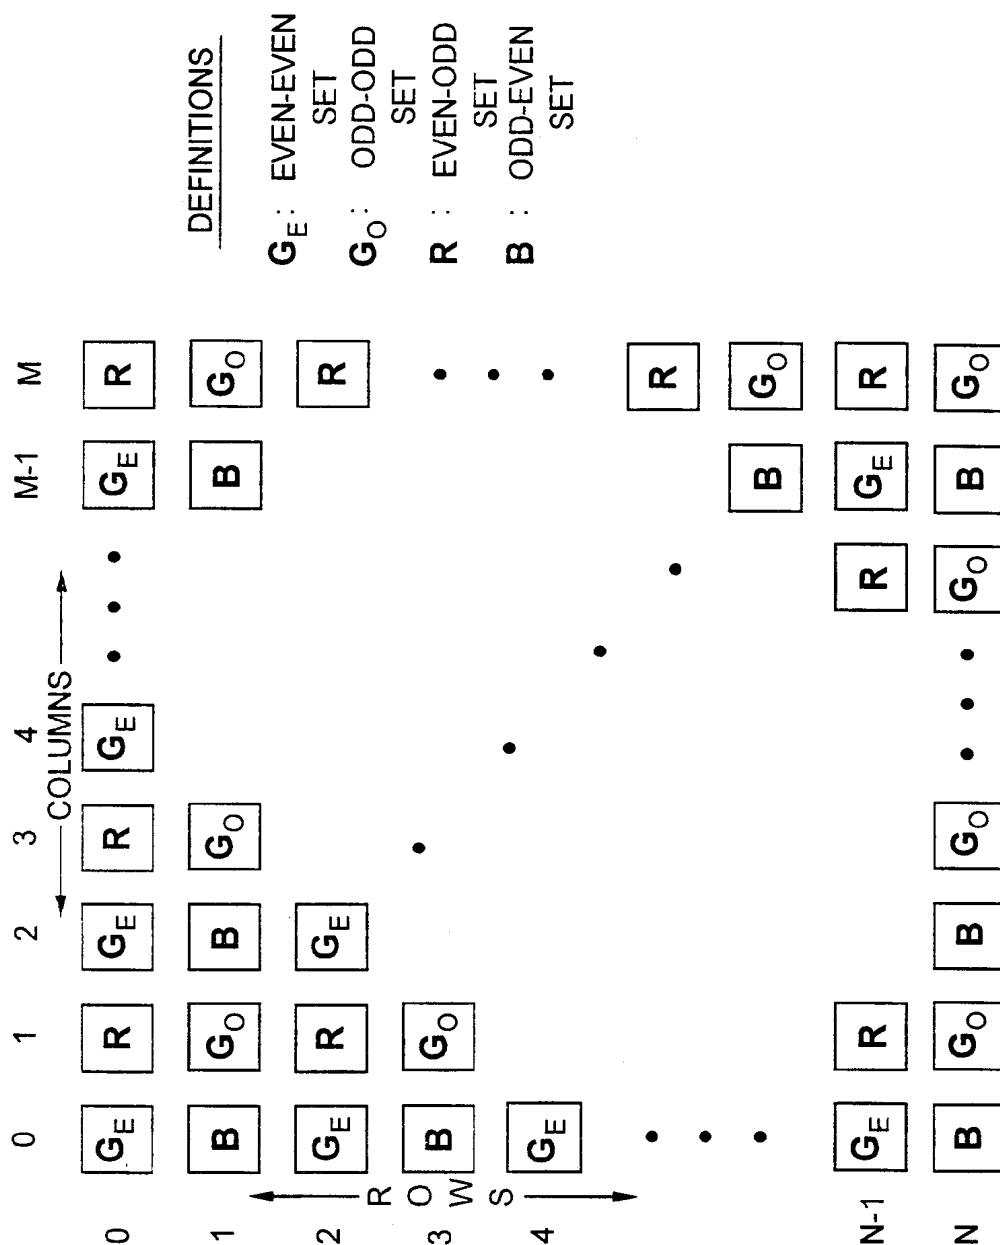 0 1 2 3 4 M-1 M
COLUMNS
0 GE R GE R GE GE R
1 B GO B GO B GO
2 GE R GE R
ROWS
3 B GO
4 GE
R
B GO
N-1 GE R R GE R
N B GO B GO GO B GO
DEFINITIONS
GE : EVEN-EVEN
SET
GO : ODD-ODD
SET
R : EVEN-ODD
SET
B : ODD-EVEN
SET